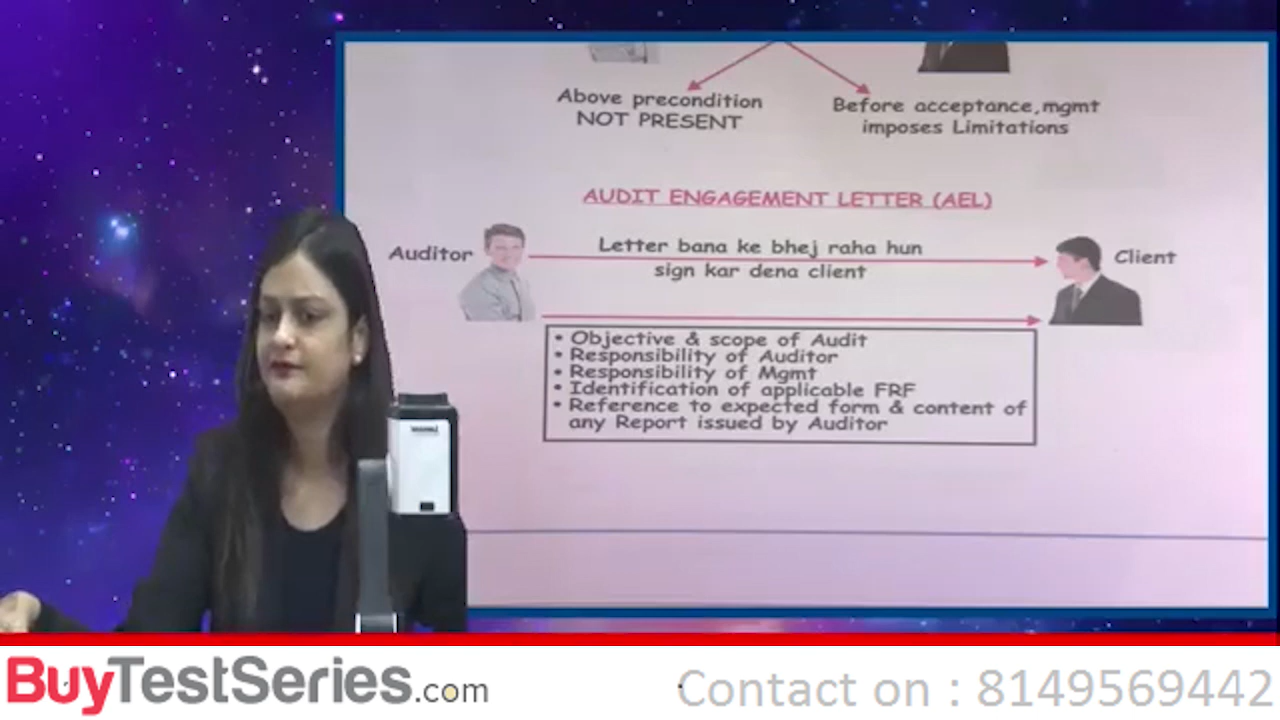 Above precondition
NOT PRESENT
Before acceptance, mgmt
imposes Limitations
AUDIT ENGAGEMENT LETTER (AEL)
Auditor
Letter bana ke bhej raha hun
sign kar dena client
Client
• Objective & scope of Audit
• Responsibility of Auditor
• Responsibility of Mgmt
• Identification of applicable FRF
• Reference to expected form & content of
any Report issued by Auditor
BuyTestSeries.com
Contact on : 8149569442